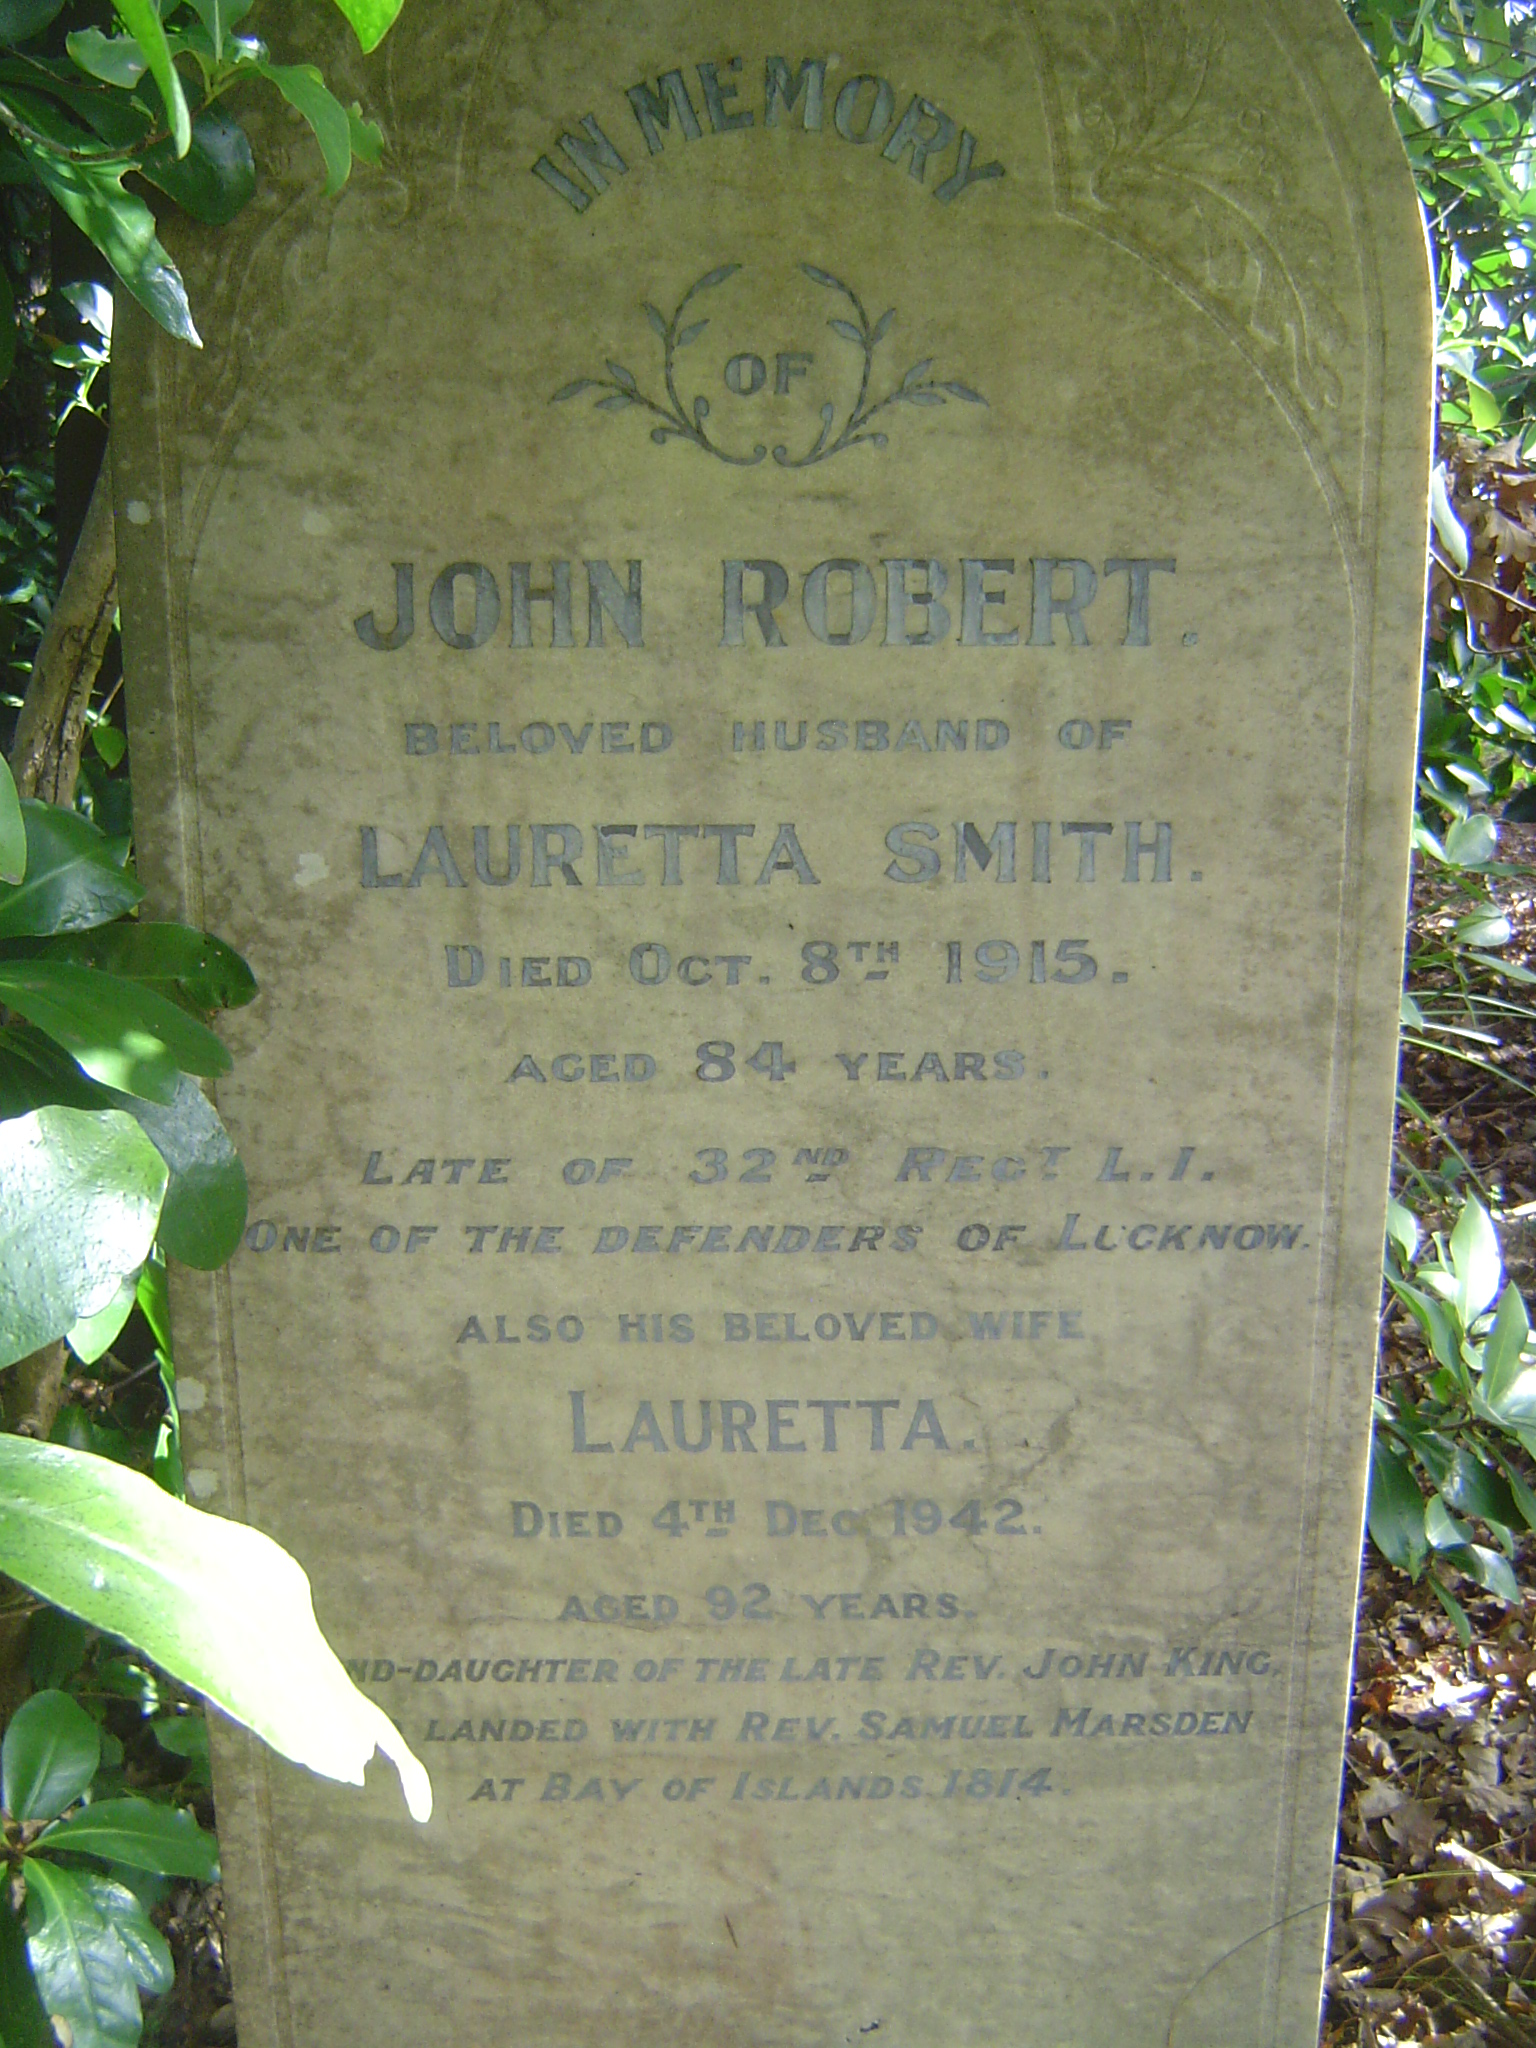 IN MEMORY
OF
JOHN ROBERT.
BELOVED HUSBAND OF
LAURETTA SMITH.
DIED OCT. 8TH 1915.
AGED 84 YEARS.
LATE OF 32ND REGT L.I.
ONE OF THE DEFENDERS OF LUCKNOW.
ALSO HIS BELOVED WIFE
LAURETTA.
DIED 4TH DEC. 1942.
AGED 92 YEARS.
ND-DAUGHTER OF THE LATE REV. JOHN KING,
LANDED WITH REV. SAMUEL MARSDEN
AT BAY OF ISLANDS 1814.